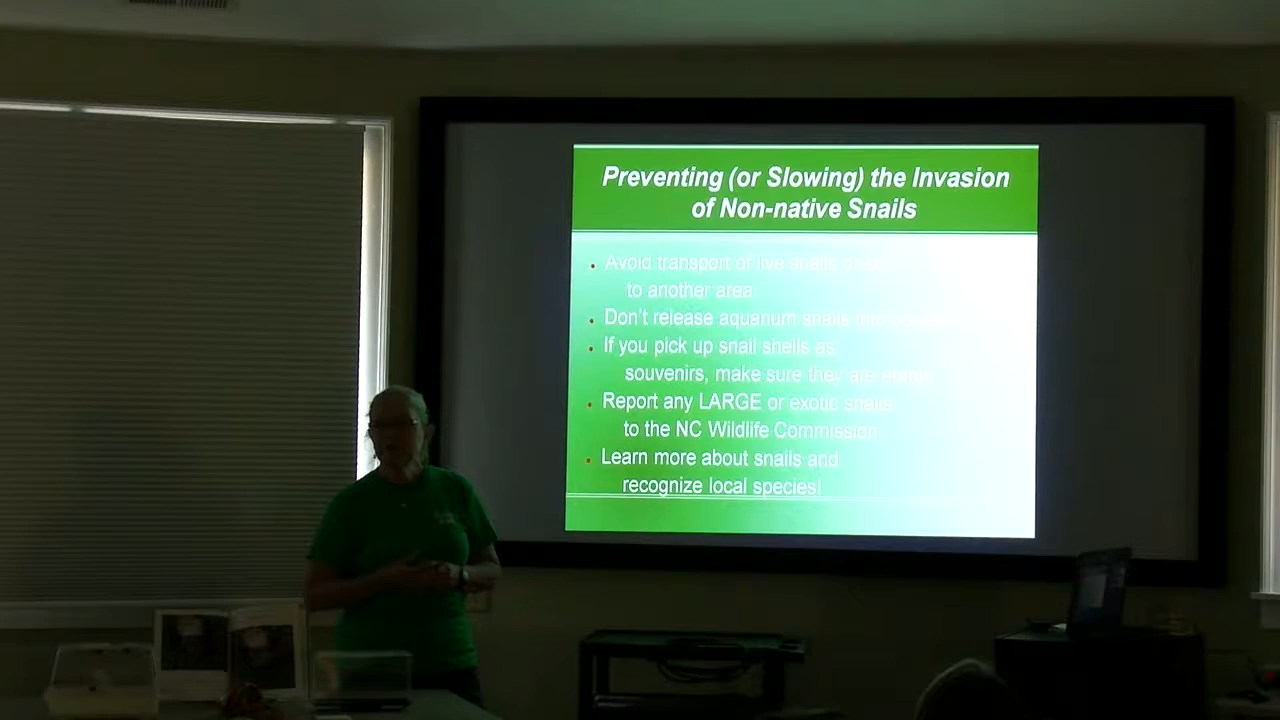 Preventing (or Slowing) the Invasion
of Non-native Snails
• Avoid transport of live snails
to another area
• Don't release aquarium snails into
• If you pick up snail shells as
souvenirs, make sure they are
• Report any LARGE or exotic snails
to the NC Wildlife Commission
• Learn more about snails and
recognize local species!